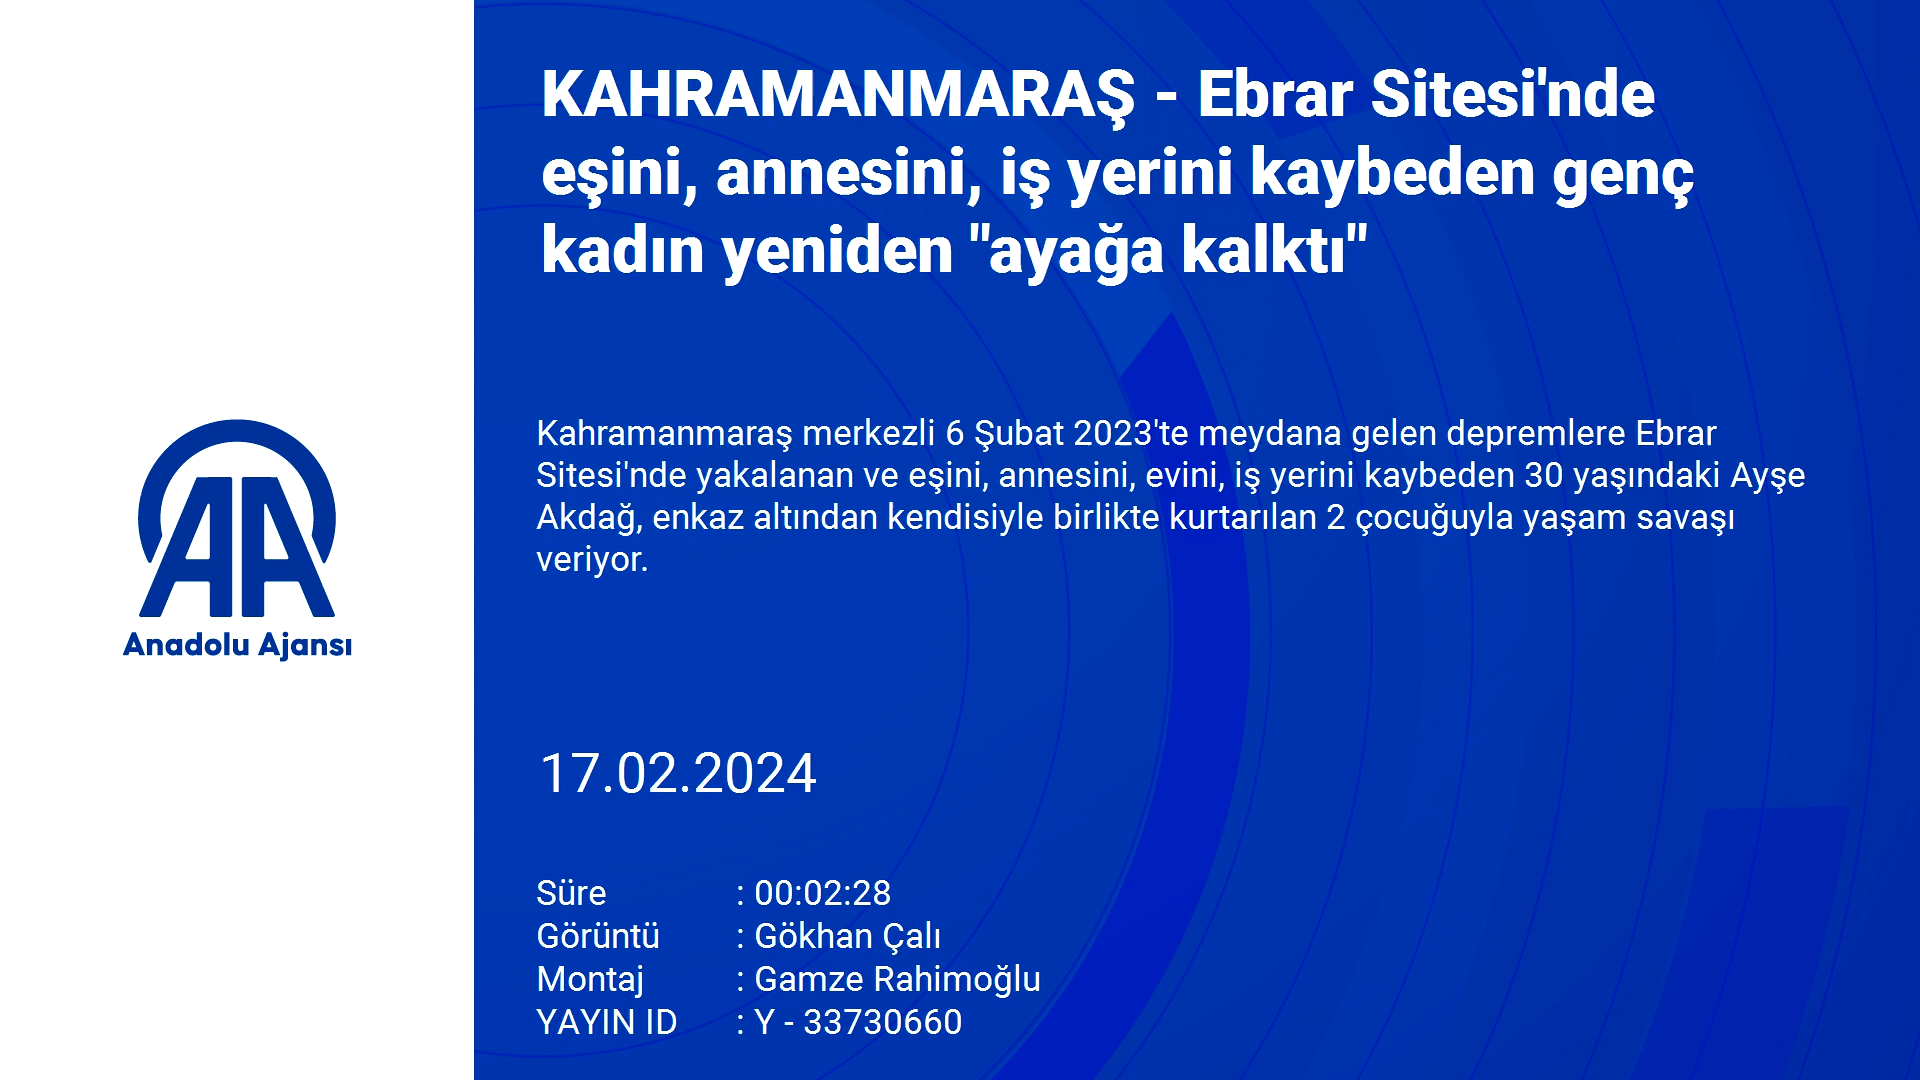 KAHRAMANMARAŞ - Ebrar Sitesi'nde
eşini, annesini, iş yerini kaybeden genç
kadın yeniden "ayağa kalktı"
Kahramanmaraş merkezli 6 Şubat 2023'te meydana gelen depremlere Ebrar
Sitesi'nde yakalanan ve eşini, annesini, evini, iş yerini kaybeden 30 yaşındaki Ayşe
Akdağ, enkaz altından kendisiyle birlikte kurtarılan 2 çocuğuyla yaşam savaşı
veriyor.
AA
Anadolu Ajansı
17.02.2024
Süre : 00:02:28
Görüntü : Gökhan Çalı
Montaj : Gamze Rahimoğlu
YAYIN ID : Y - 33730660